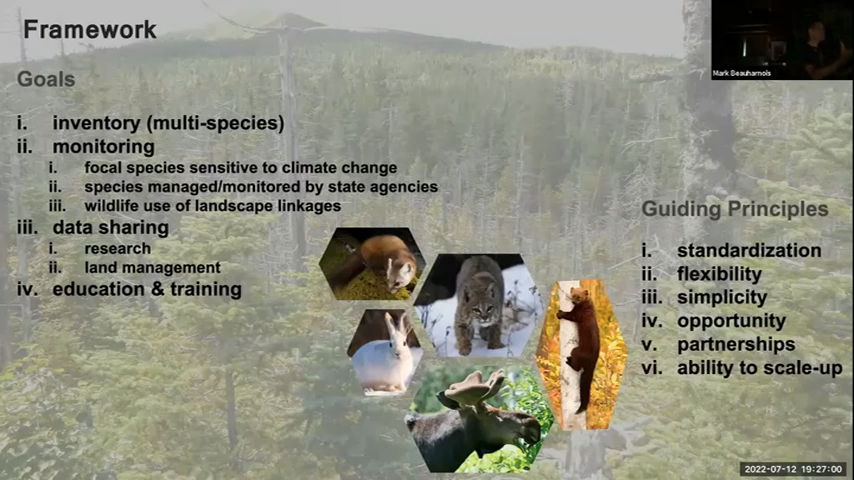 Framework
Goals
i. inventory (multi-species)
ii. monitoring
i. focal species sensitive to climate change
ii. species managed/monitored by state agencies
iii. wildlife use of landscape linkages
iii. data sharing
i. research
ii. land management
iv. education & training
Guiding Principles
i. standardization
ii. flexibility
iii. simplicity
iv. opportunity
v. partnerships
vi. ability to scale-up
Mark Beauharnois
2022-07-12 19:27:00